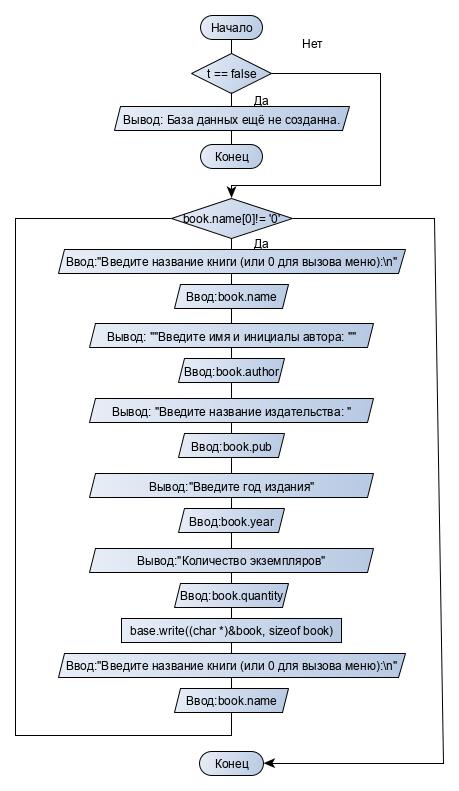 Начало
Нет
t == false
Да
Вывод: База данных ещё не созданна.
Конец
book.name[0]!= '0'
Да
Ввод:"Введите название книги (или 0 для вызова меню):\n"
Ввод:book.name
Вывод: ""Введите имя и инициалы автора: ""
Ввод:book.author
Вывод: "Введите название издательства: "
Ввод:book.pub
Вывод:"Введите год издания"
Ввод:book.year
Вывод:"Количество экземпляров"
Ввод:book.quantity
base.write((char *)&book, sizeof book)
Ввод:"Введите название книги (или 0 для вызова меню):\n"
Ввод:book.name
Конец